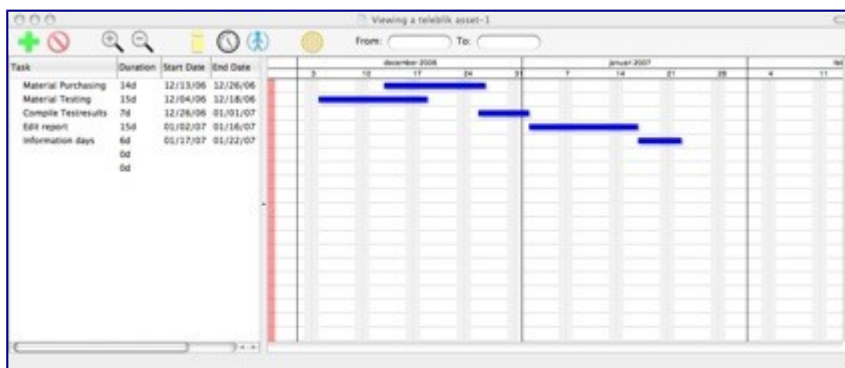 Viewing a teleblik asset-1
From: To:
Task Duration Start Date End Date
december 2006 januari 2007
3 10 17 24 31 7 14 21 28 4 11
Material Purchasing 14d 12/13/06 12/26/06
Material Testing 15d 12/04/06 12/18/06
Compile Testresults 7d 12/26/06 01/01/07
Edit report 15d 01/02/07 01/16/07
Information days 6d 01/17/07 01/22/07
0d
0d